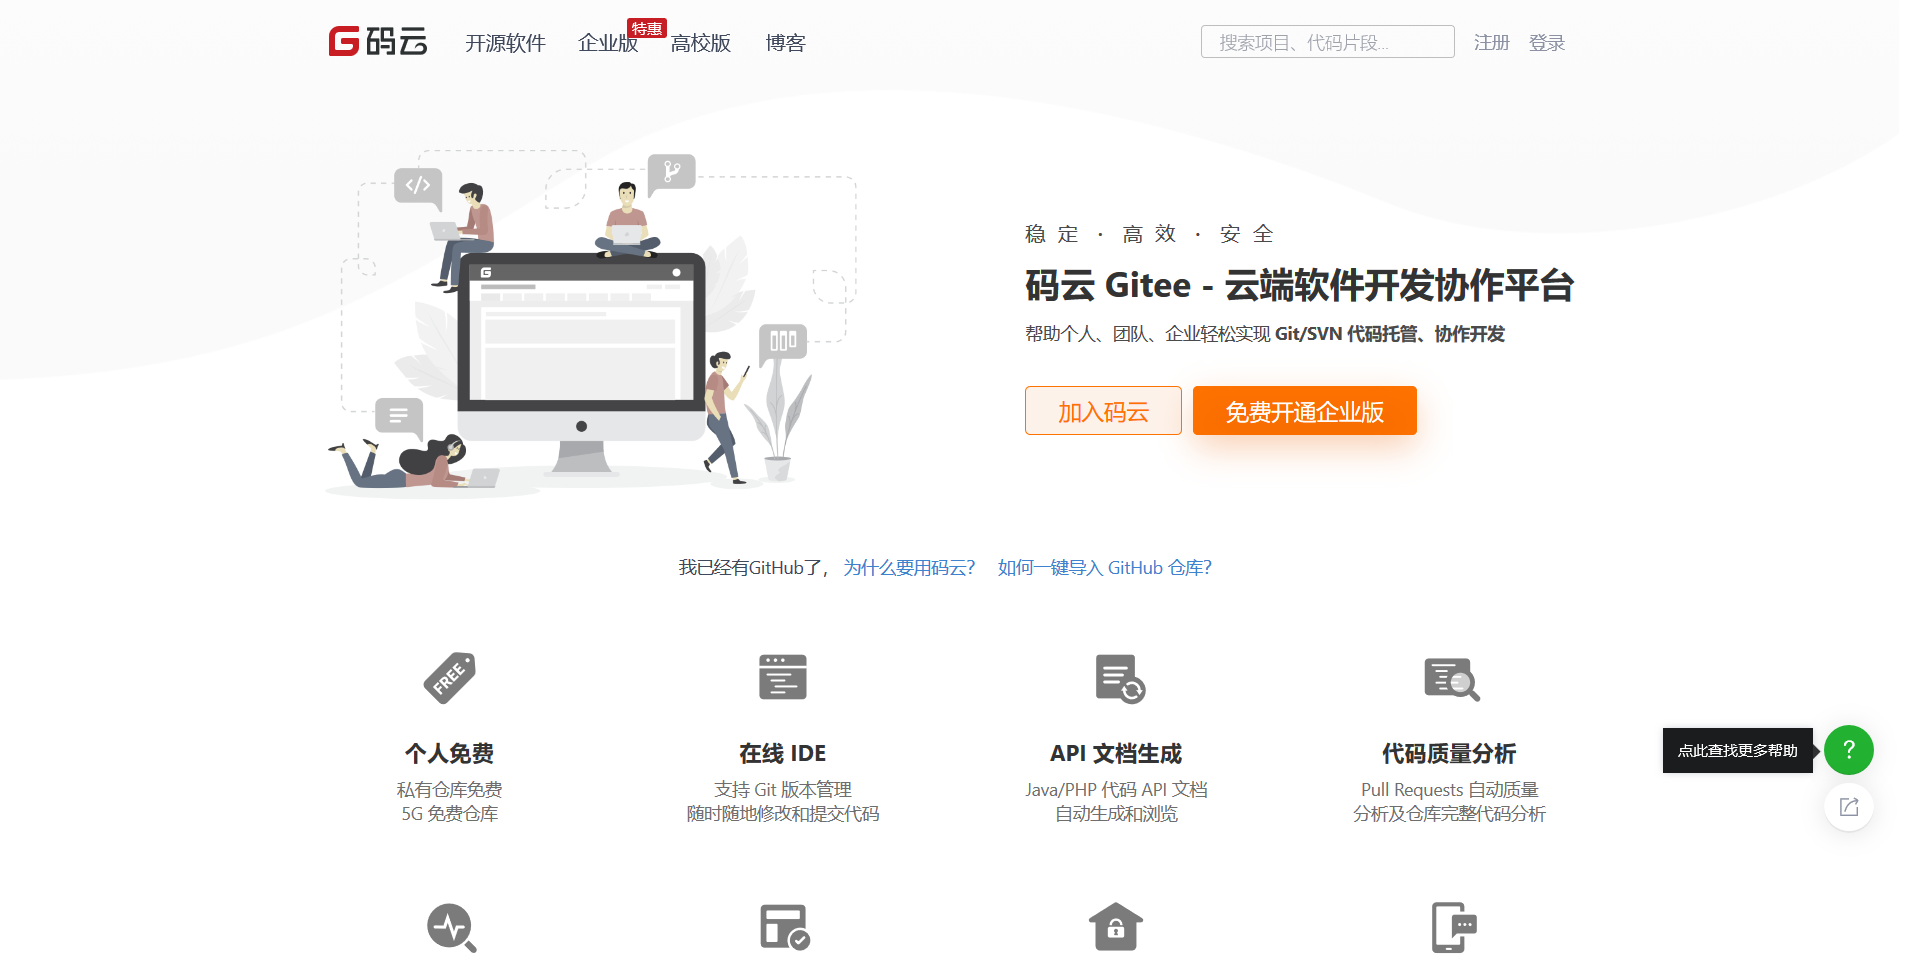 码云
开源软件
企业版
特惠
高校版
博客
搜索项目、代码片段...
注册
登录
稳定 · 高效 · 安全
码云 Gitee - 云端软件开发协作平台
帮助个人、团队、企业轻松实现 Git/SVN 代码托管、协作开发
加入码云
免费开通企业版
我已经有GitHub了， 为什么要用码云? 如何一键导入 GitHub 仓库?
FREE
个人免费
私有仓库免费
5G 免费仓库
在线 IDE
支持 Git 版本管理
随时随地修改和提交代码
API 文档生成
Java/PHP 代码 API 文档
自动生成和浏览
代码质量分析
Pull Requests 自动质量
分析及仓库完整代码分析
点此查找更多帮助
?